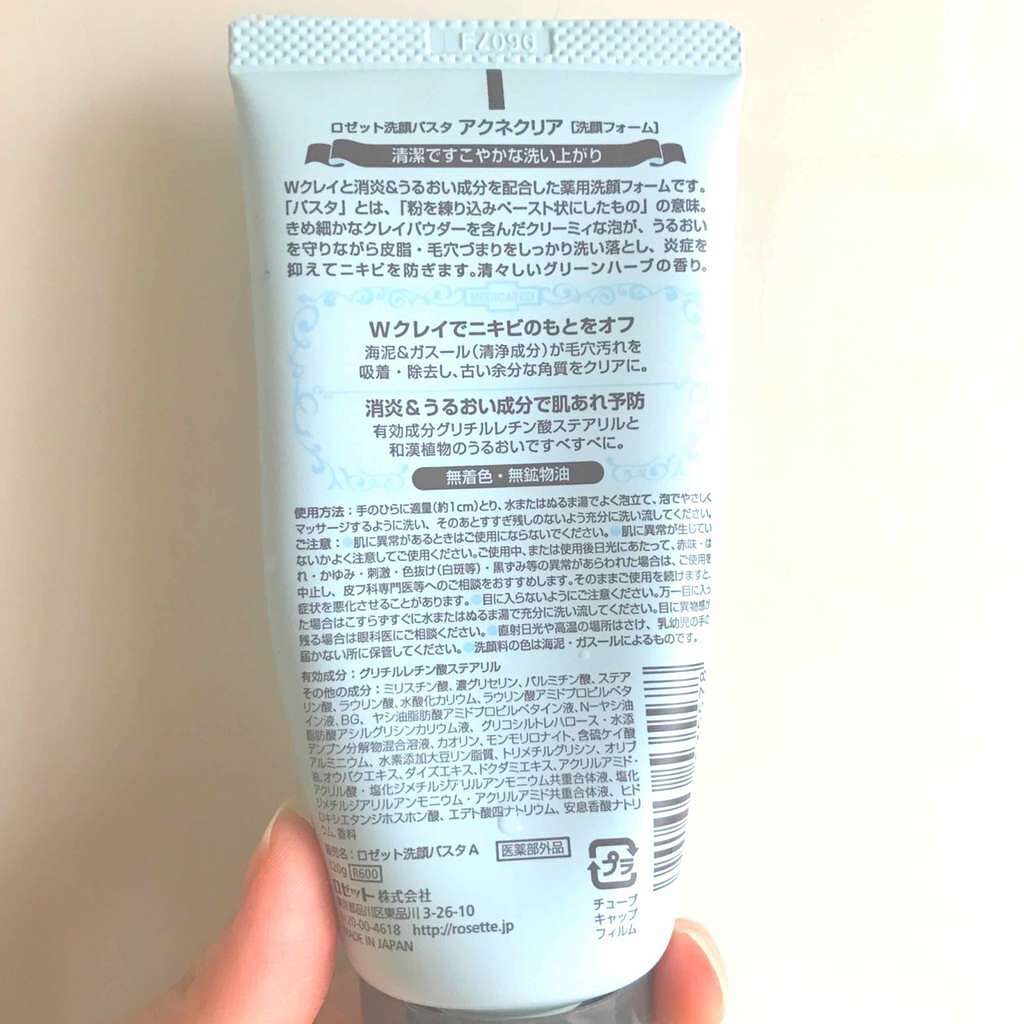 ロゼット洗顔パスタ アクネクリア [洗顔フォーム]
清潔ですこやかな洗い上がり
Wクレイと消炎&うるおい成分を配合した薬用洗顔フォームです。
「パスタ」とは、「粉を練り込みペースト状にしたもの」の意味。
きめ細かなクレイパウダーを含んだクリーミィな泡が、うるおい
を守りながら皮脂・毛穴づまりをしっかり洗い落とし、炎症を
抑えてニキビを防ぎます。清々しいグリーンハーブの香り。
MEDICATED
Wクレイでニキビのもとをオフ
海泥&ガスール(清浄成分)が毛穴汚れを
吸着・除去し、古い余分な角質をクリアに。
消炎&うるおい成分で肌あれ予防
有効成分グリチルレチン酸ステアリルと
和漢植物のうるおいですべすべに。
無着色・無鉱物油
使用方法:手のひらに適量(約1cm)とり、水またはぬるま湯でよく泡立て、泡でやさしく
マッサージするように洗い、そのあとすすぎ残しのないよう充分に洗い流してください。
ご注意:●肌に異常があるときはご使用にならないでください。●肌に異常が生じてい
ないかよく注意してご使用ください。ご使用中、または使用後日光にあたって、赤味・は
れ・かゆみ・刺激・色抜け(白斑等)・黒ずみ等の異常があらわれた場合は、ご使用を
中止し、皮フ科専門医等へのご相談をおすすめします。そのままご使用を続けますと、
症状を悪化させることがあります。●目に入らないようにご注意ください。万一目に入っ
た場合はこすらずすぐに水またはぬるま湯で充分に洗い流してください。目に異物感が
残る場合は眼科医にご相談ください。●直射日光や高温の場所はさけ、乳幼児の手の
届かない所に保管してください。●洗顔料の色は海泥・ガスールによるものです。
有効成分:グリチルレチン酸ステアリル
その他の成分:ミリスチン酸、濃グリセリン、パルミチン酸、ステア
リン酸、ラウリン酸、水酸化カリウム、ラウリン酸アミドプロピルベタ
イン液、BG、ヤシ油脂肪酸アミドプロピルベタイン液、N-ヤシ油
脂肪酸アシルグリシンカリウム液、グリコシルトレハロース・水添
デンプン分解物混合溶液、カオリン、モンモリロナイト、含硫ケイ酸
アルミニウム、水素添加大豆リン脂質、トリメチルグリシン、オリブ
油、オウバクエキス、ダイズエキス、ドクダミエキス、アクリルアミド・
アクリル酸・塩化ジメチルジアリルアンモニウム共重合体液、塩化
ジメチルジアリルアンモニウム・アクリルアミド共重合体液、ヒド
ロキシエタンジホスホン酸、エデト酸四ナトリウム、安息香酸ナトリ
ウム、香料
売名:ロゼット洗顔パスタA 医薬部外品
120g R600
ロゼット株式会社
東京都品川区東品川3-26-10
20-00-4618 http://rosette.jp
MADE IN JAPAN
プラ
チューブ
キャップ
フィルム